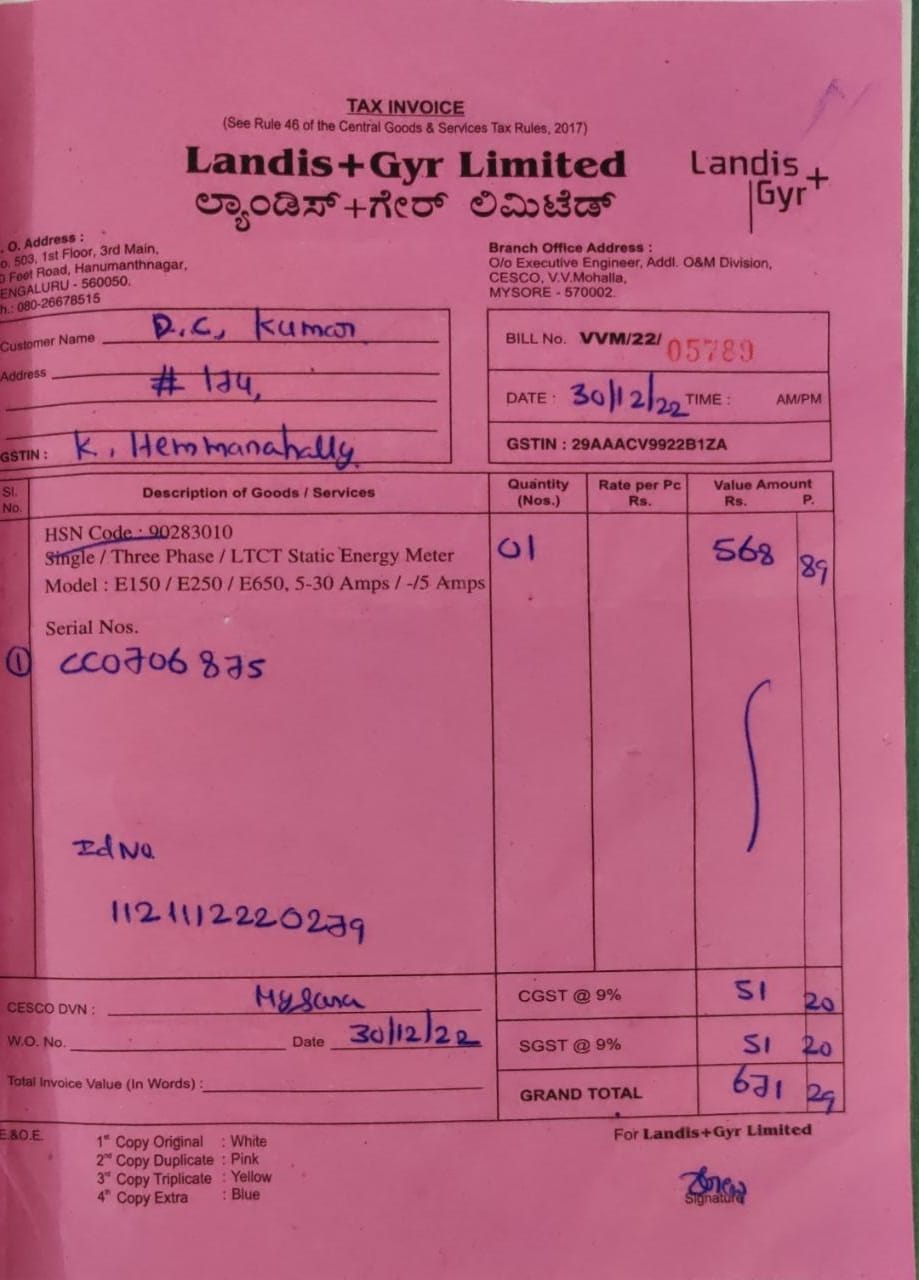 TAX INVOICE
(See Rule 46 of the Central Goods & Services Tax Rules, 2017)
Landis+Gyr Limited
ಲ್ಯಾಂಡಿಸ್+ಗೇರ್ ಲಿಮಿಟೆಡ್
Landis
Gyr+
. O. Address :
o. 503, 1st Floor, 3rd Main,
0 Feet Road, Hanumanthnagar,
ENGALURU - 560050.
h.: 080-26678515
Branch Office Address :
O/o Executive Engineer, Addl. O&M Division,
CESCO, V.V.Mohalla,
MYSORE - 570002.
Customer Name D.C, Kumar
Address # 174,
GSTIN : K, Hemmanahally
BILL No. VVM/22/ 05789
DATE : 30/12/22 TIME : AM/PM
GSTIN : 29AAACV9922B1ZA
Sl. No. Description of Goods / Services Quantity (Nos.) Rate per Pc Rs. Value Amount Rs. P.
HSN Code : 90283010
Single / Three Phase / LTCT Static Energy Meter 01 568 89
Model : E150 / E250 / E650, 5-30 Amps / -/5 Amps
Serial Nos.
1 CC0706875
Id No.
1121112220279
CESCO DVN : Mysuru
W.O. No. Date 30/12/22
Total Invoice Value (In Words) :
CGST @ 9% 51 20
SGST @ 9% 51 20
GRAND TOTAL 671 29
E.&O.E.
1st Copy Original : White
2nd Copy Duplicate : Pink
3rd Copy Triplicate : Yellow
4th Copy Extra : Blue
For Landis+Gyr Limited
Signature